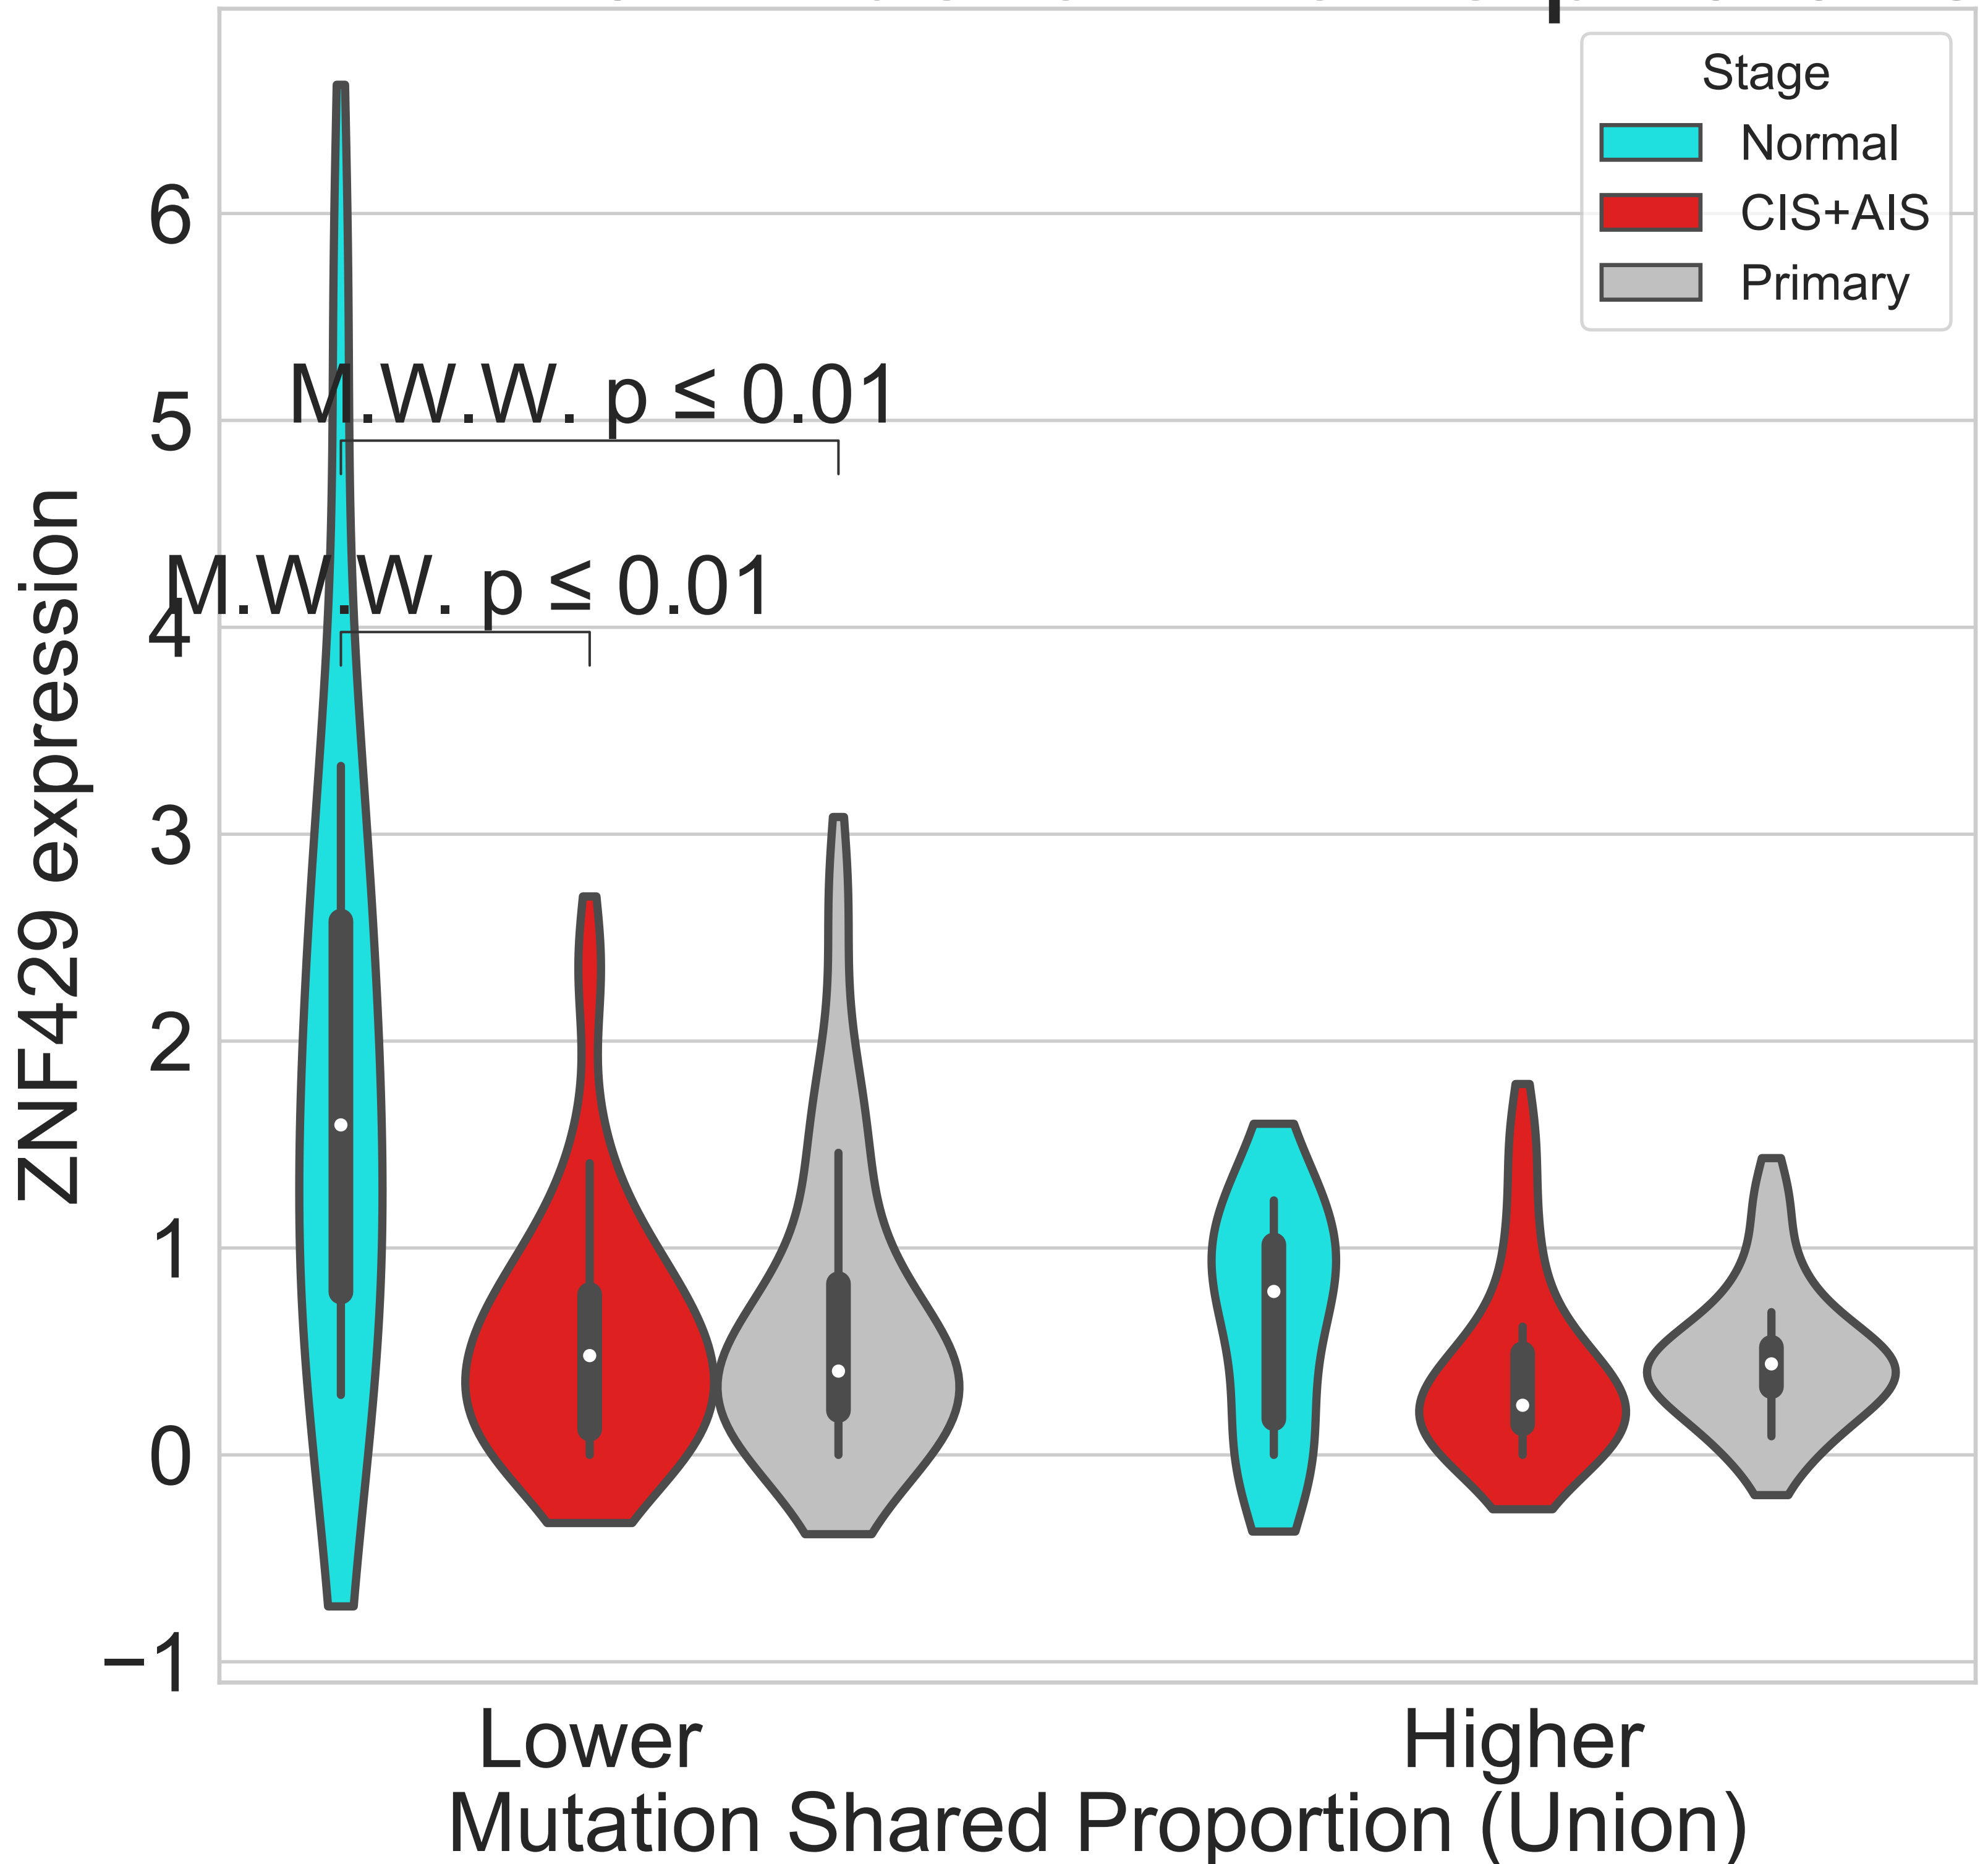 Stage
Normal
CIS+AIS
Primary
6
5
4
3
2
1
0
−1
M.W.W. p ≤ 0.01
M.W.W. p ≤ 0.01
ZNF429 expression
Lower
Higher
Mutation Shared Proportion (Union)